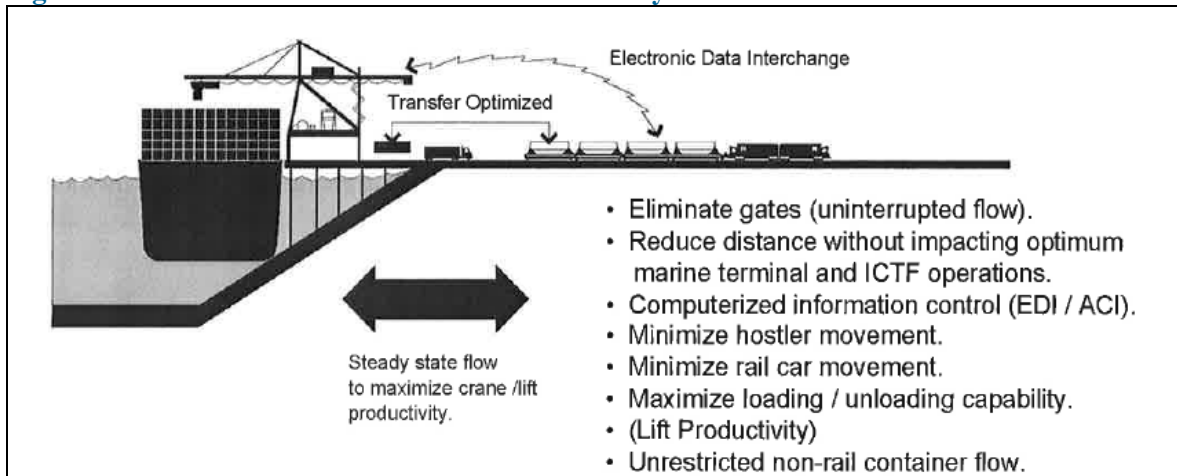 Electronic Data Interchange
Transfer Optimized
Steady state flow
to maximize crane /lift
productivity.
• Eliminate gates (uninterrupted flow).
• Reduce distance without impacting optimum
marine terminal and ICTF operations.
• Computerized information control (EDI / ACI).
• Minimize hostler movement.
• Minimize rail car movement.
• Maximize loading / unloading capability.
• (Lift Productivity)
• Unrestricted non-rail container flow.